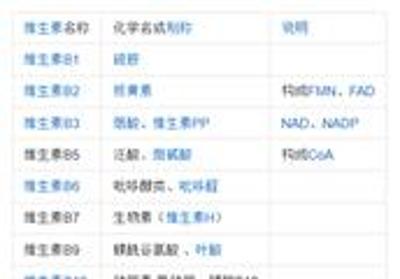 维生素名称 化学名或别称 说明
维生素B1 硫胺
维生素B2 核黄素 构成FMN、FAD
维生素B3 烟酸、维生素PP NAD、NADP
维生素B5 泛酸、遍酸 构成CoA
维生素B6 吡哆醇类、吡哆醛
维生素B7 生物素（维生素H）
维生素B9 蝶酰谷氨酸、叶酸